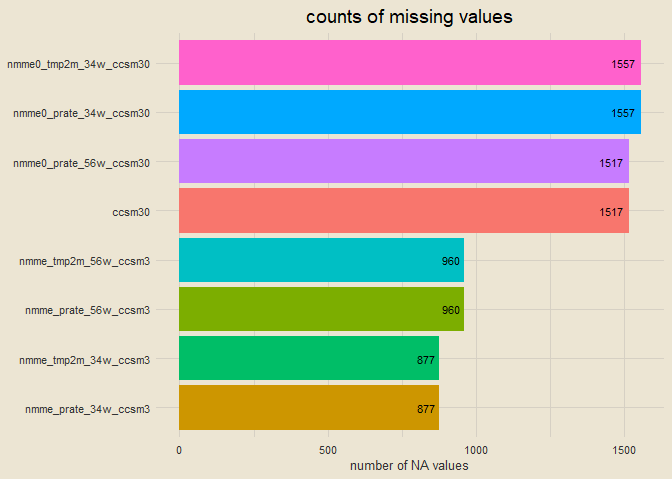 counts of missing values
nmme0_tmp2m_34w_ccsm30 1557
nmme0_prate_34w_ccsm30 1557
nmme0_prate_56w_ccsm30 1517
ccsm30 1517
nmme_tmp2m_56w_ccsm3 960
nmme_prate_56w_ccsm3 960
nmme_tmp2m_34w_ccsm3 877
nmme_prate_34w_ccsm3 877
0 500 1000 1500
number of NA values